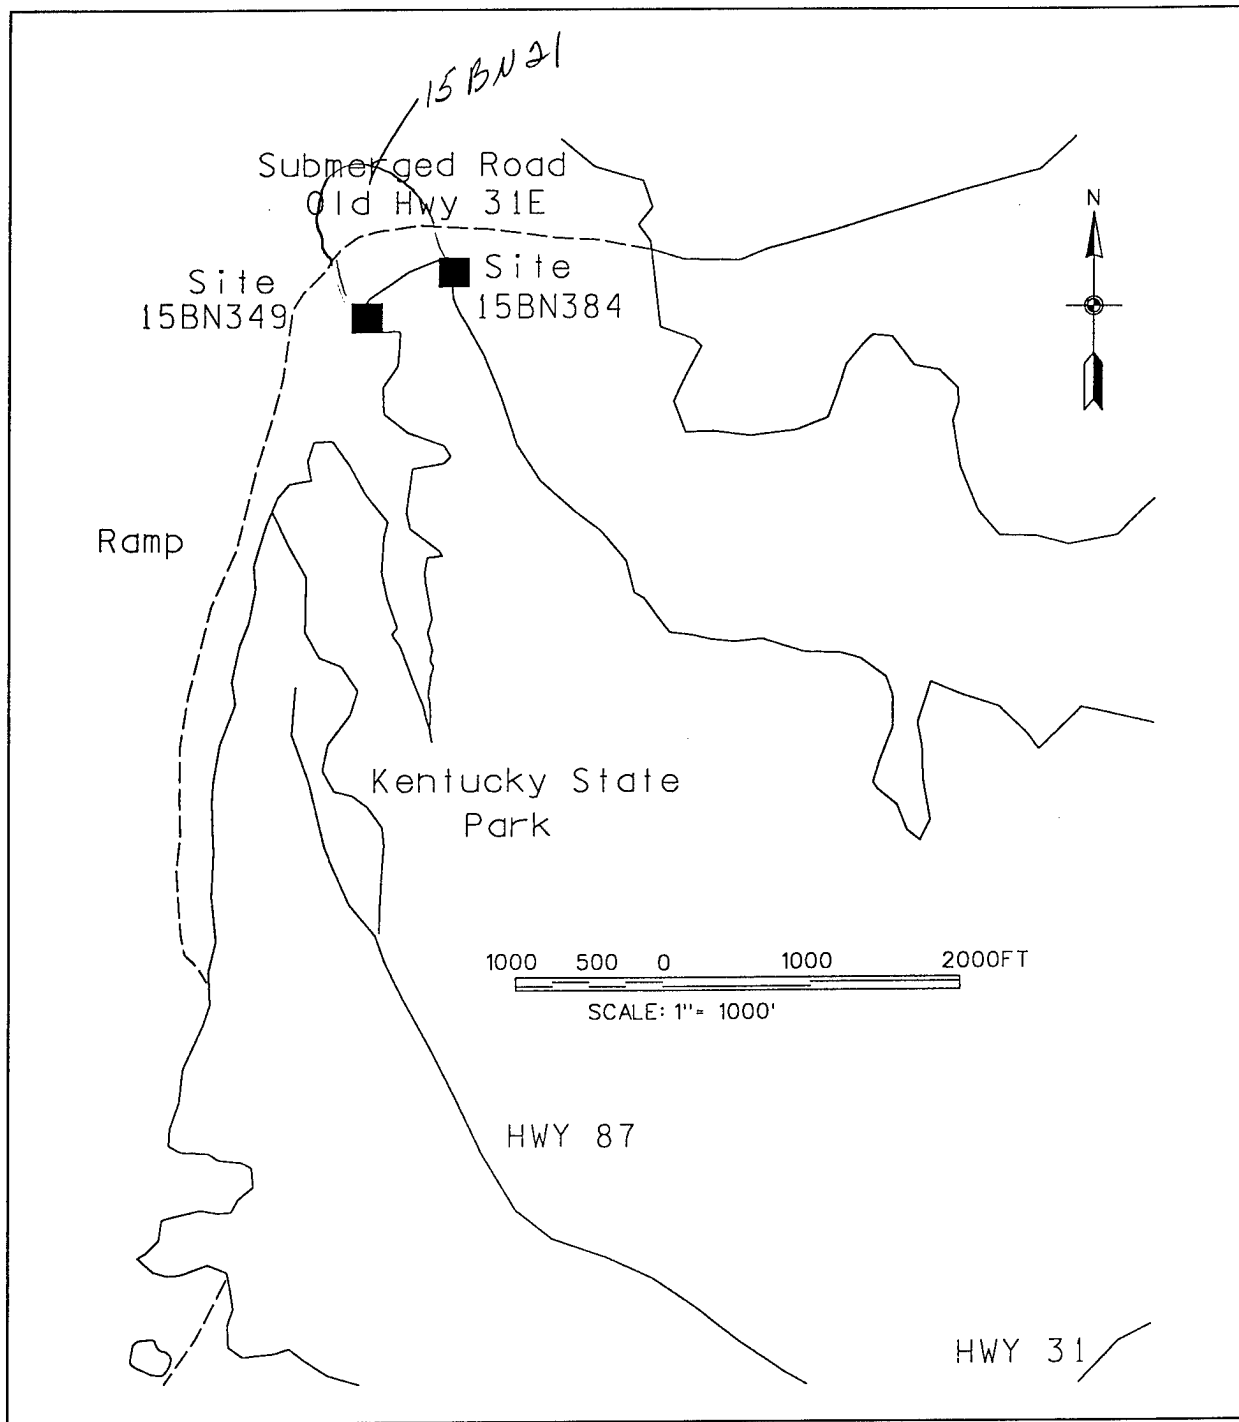 15BN21
Submerged Road
Old Hwy 31E
N
Site
15BN349
Site
15BN384
Ramp
Kentucky State
Park
1000 500 0 1000 2000FT
SCALE: 1"= 1000'
HWY 87
HWY 31